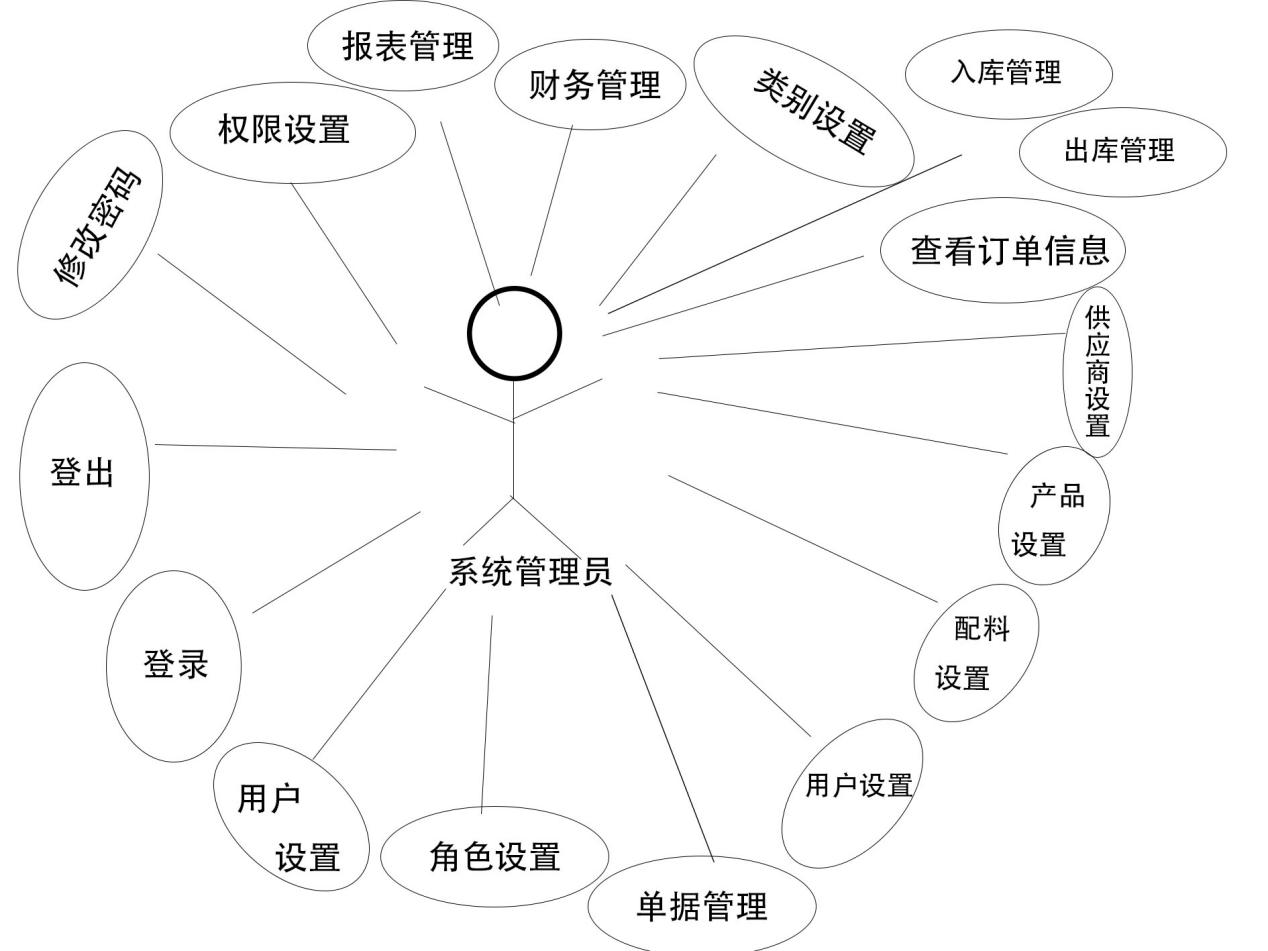 报表管理
财务管理
类别设置
入库管理
权限设置
出库管理
修改密码
查看订单信息
供应商设置
登出
产品
设置
系统管理员
配料
设置
登录
用户
设置
用户设置
角色设置
单据管理